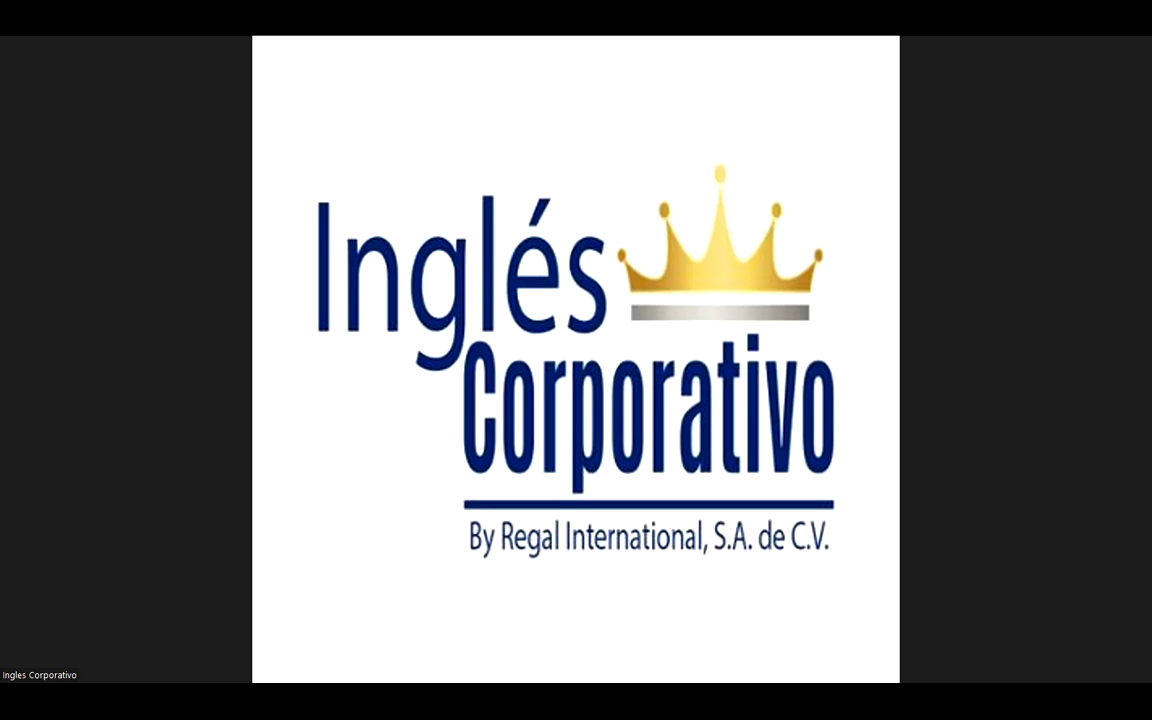 Inglés
Corporativo
By Regal International, S.A. de C.V.
Ingles Corporativo